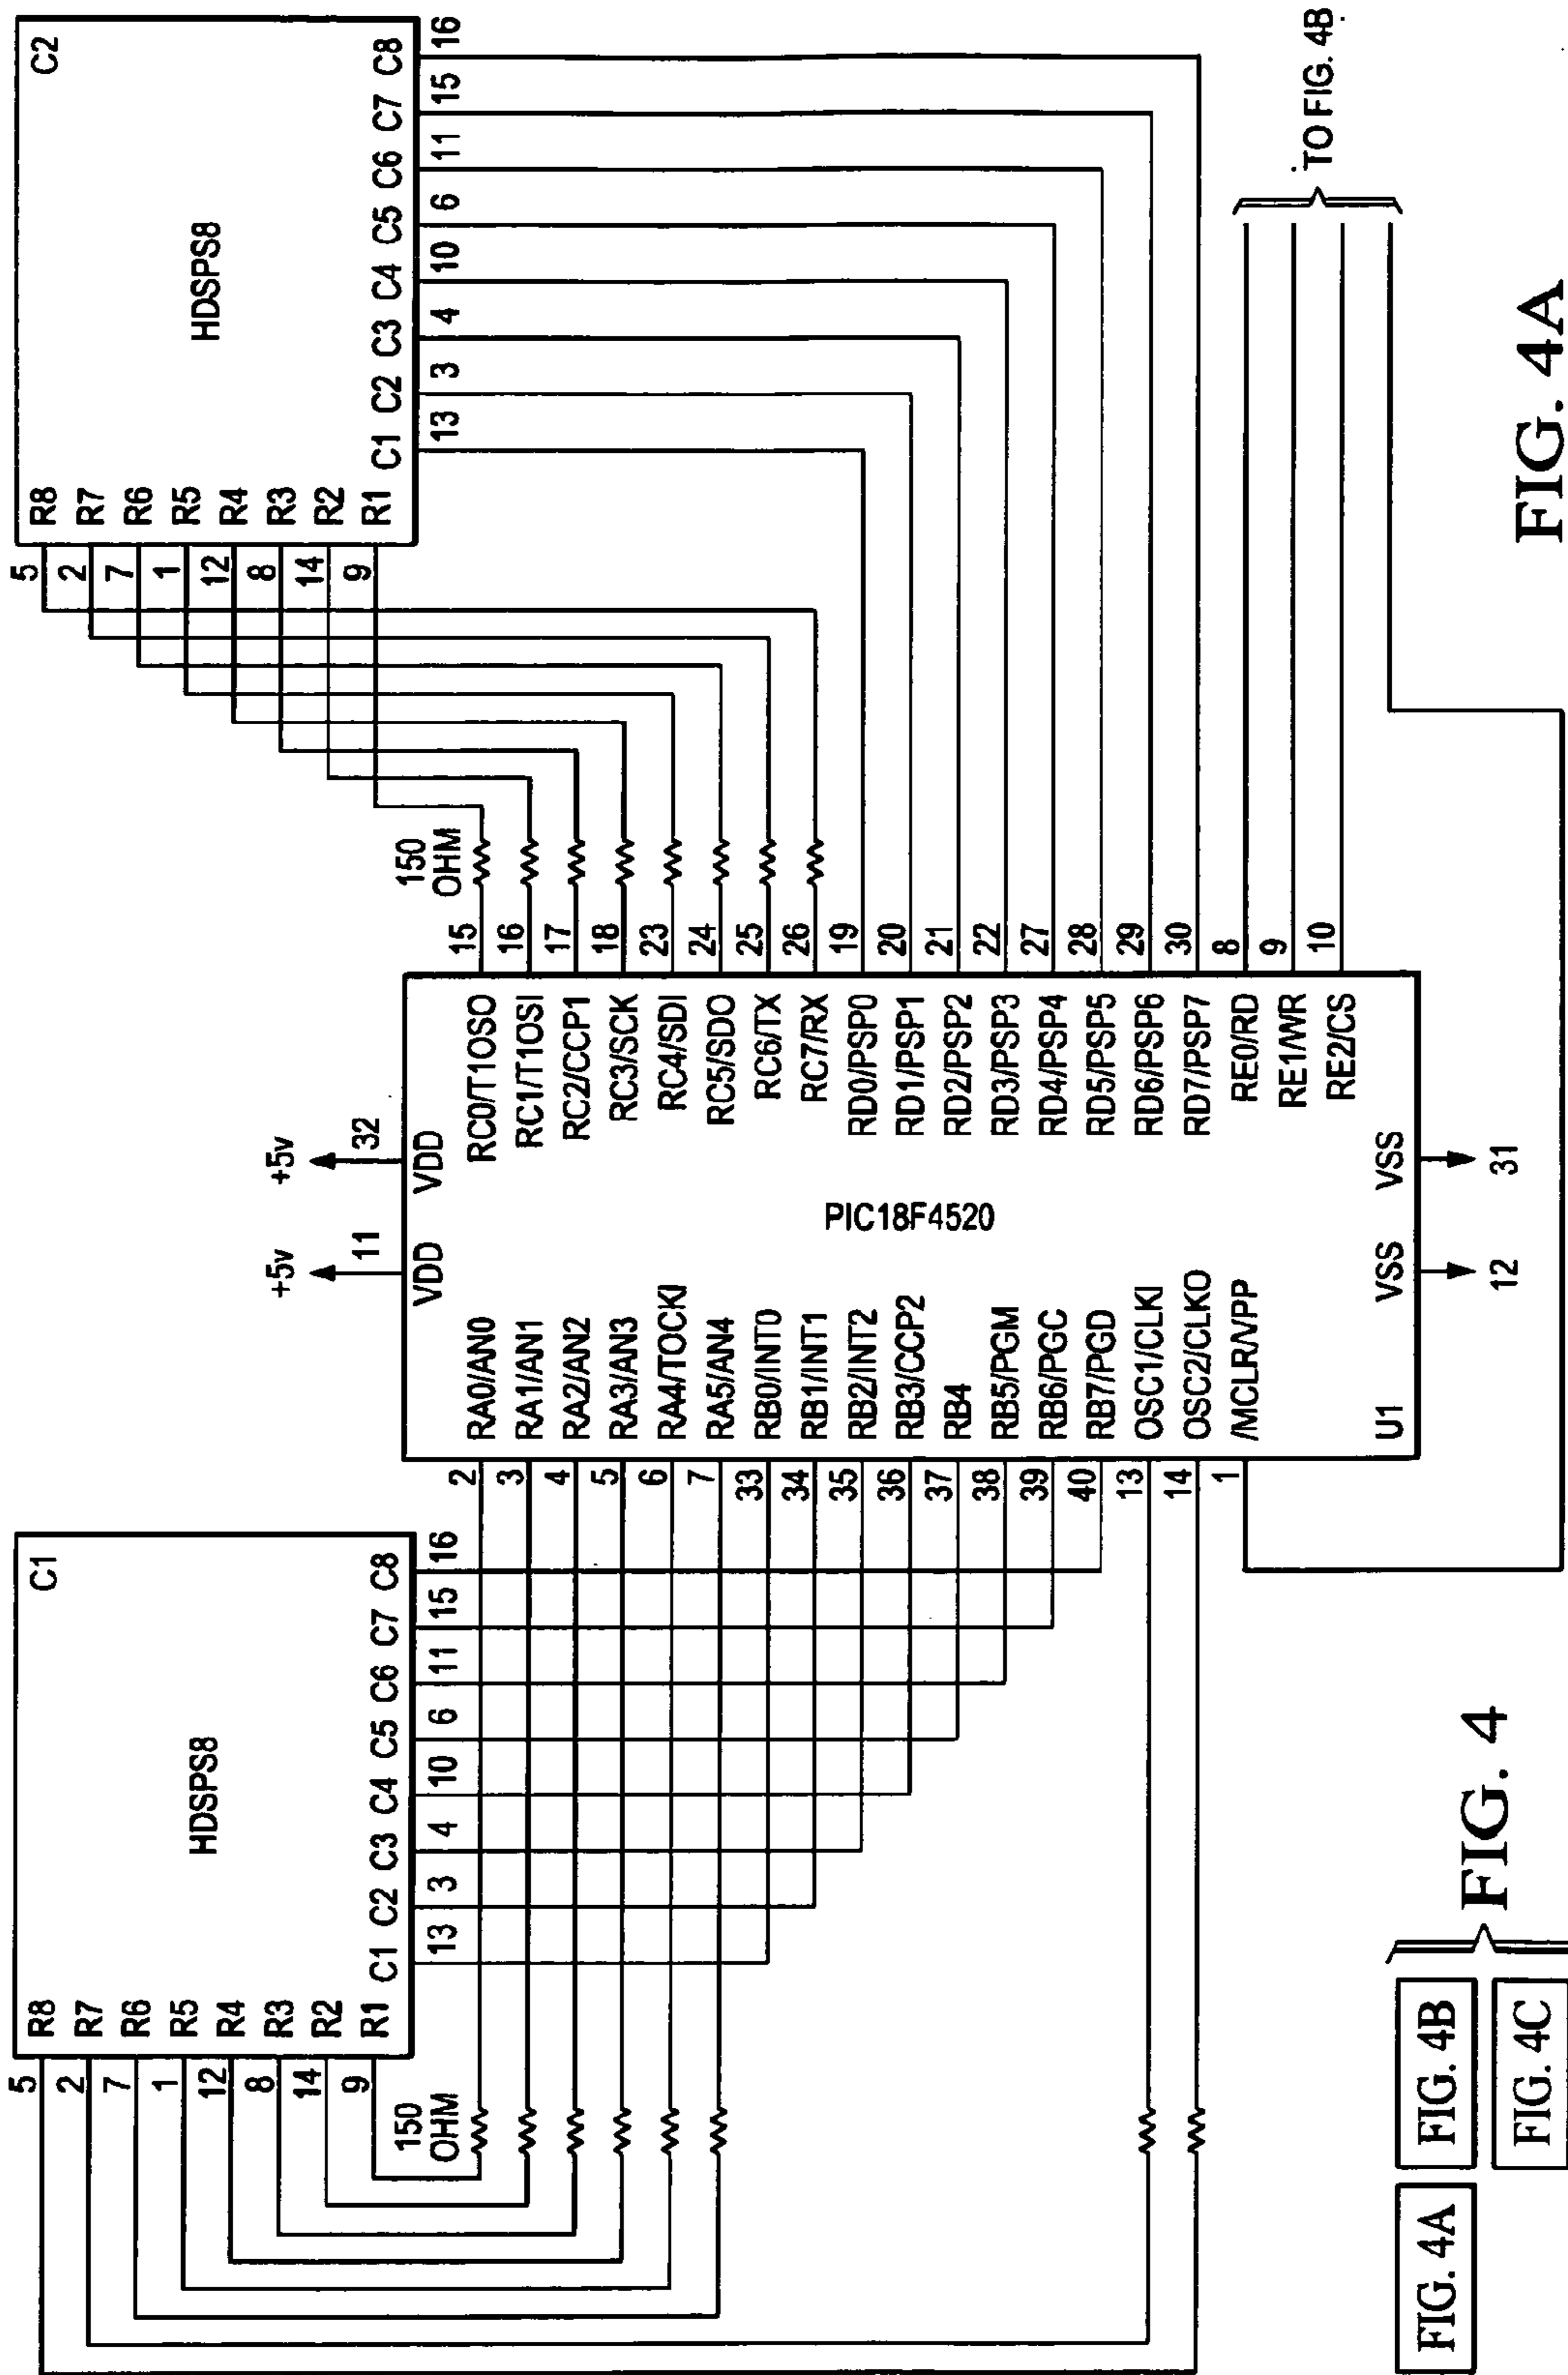 HDSPS8
C1
R8
R7
R6
R5
R4
R3
R2
R1
5
2
7
1
12
8
14
9
C1 C2 C3 C4 C5 C6 C7 C8
13 3 4 10 6 11 15 16
150
OHM
HDSPS8
C2
R8
R7
R6
R5
R4
R3
R2
R1
5
2
7
1
12
8
14
9
C1 C2 C3 C4 C5 C6 C7 C8
13 3 4 10 6 11 15 16
150
OHM
+5v +5v
11 32
VDD VDD
PIC18F4520
2 RA0/AN0
3 RA1/AN1
4 RA2/AN2
5 RA3/AN3
6 RA4/TOCKI
7 RA5/AN4
33 RB0/INT0
34 RB1/INT1
35 RB2/INT2
36 RB3/CCP2
37 RB4
38 RB5/PGM
39 RB6/PGC
40 RB7/PGD
13 OSC1/CLKI
14 OSC2/CLKO
1 /MCLR/VPP
U1
RC0/T1OSO 15
RC1/T1OSI 16
RC2/CCP1 17
RC3/SCK 18
RC4/SDI 23
RC5/SDO 24
RC6/TX 25
RC7/RX 26
RD0/PSP0 19
RD1/PSP1 20
RD2/PSP2 21
RD3/PSP3 22
RD4/PSP4 27
RD5/PSP5 28
RD6/PSP6 29
RD7/PSP7 30
RE0/RD 8
RE1/WR 9
RE2/CS 10
VSS VSS
12 31
TO FIG. 4B
FIG. 4A
FIG. 4B
FIG. 4C
FIG. 4
FIG. 4A